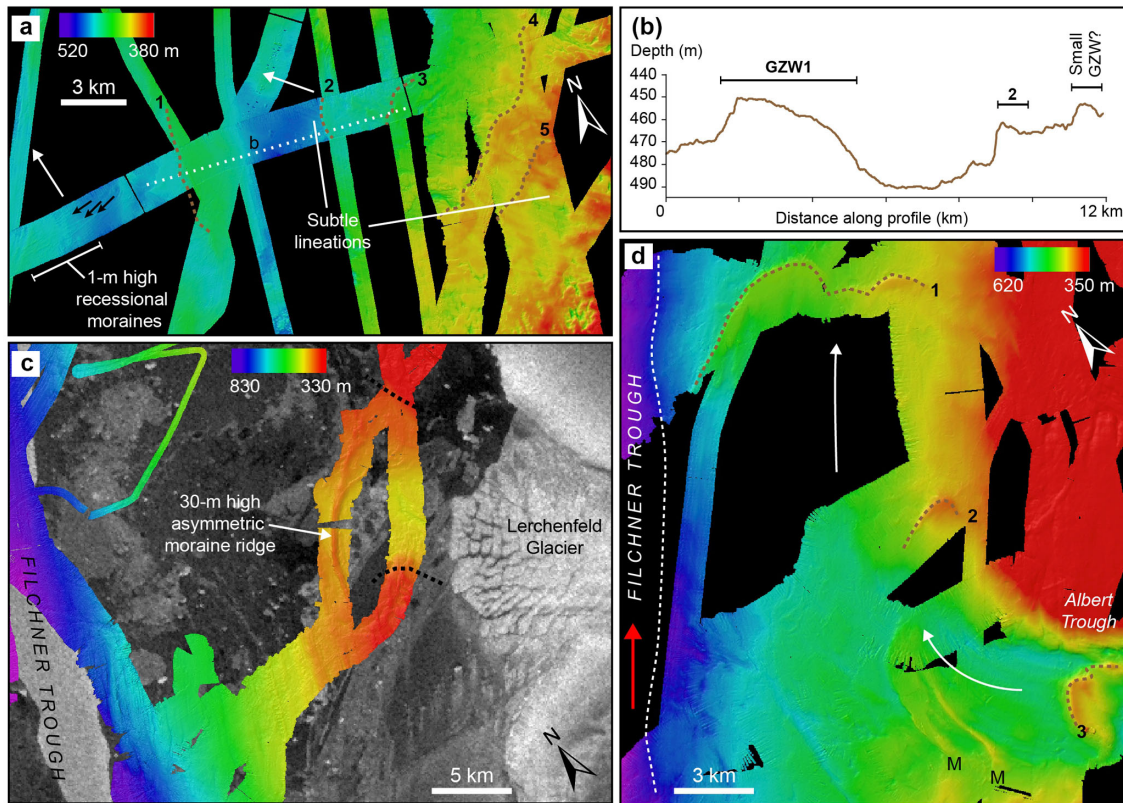 a
520 380 m
3 km
1
2
3
4
5
b
N
Subtle
lineations
1-m high
recessional
moraines
(b)
Depth (m)
440
450
460
470
480
490
GZW1
2
Small
GZW?
0 Distance along profile (km) 12 km
c
830 330 m
30-m high
asymmetric
moraine ridge
Lerchenfeld
Glacier
FILCHNER TROUGH
5 km
N
d
620 350 m
1
N
FILCHNER TROUGH
2
Albert
Trough
3
M
M
3 km